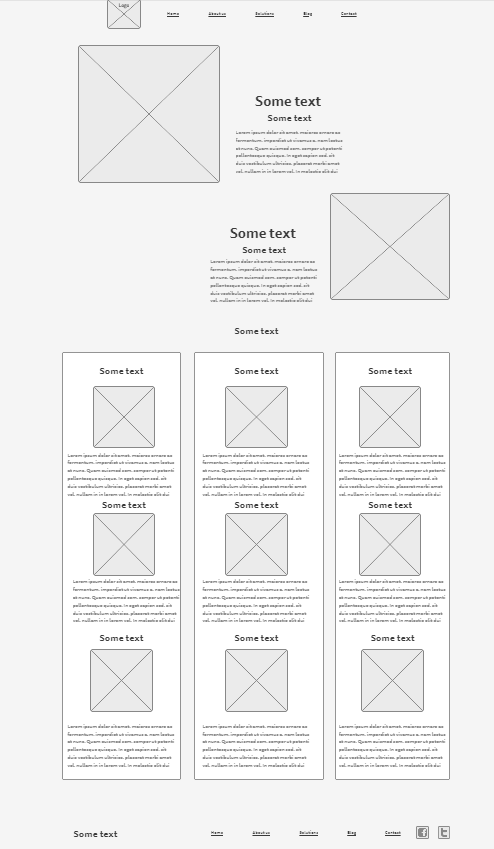 Logo
Home
About us
Solutions
Blog
Contact
Some text
Some text
Lorem ipsum dolor sit amet, maiores ornare ac
fermentum, imperdiet ut vivamus a, nam lectus
at nunc. Quam euismod sem, semper ut potenti
pellentesque quisque. In eget sapien sed, sit
duis vestibulum ultricies, placerat morbi amet
vel, nullam in in lorem vel. In molestie elit dui
Some text
Some text
Lorem ipsum dolor sit amet, maiores ornare ac
fermentum, imperdiet ut vivamus a, nam lectus
at nunc. Quam euismod sem, semper ut potenti
pellentesque quisque. In eget sapien sed, sit
duis vestibulum ultricies, placerat morbi amet
vel, nullam in in lorem vel. In molestie elit dui
Some text
Some text
Lorem ipsum dolor sit amet, maiores ornare ac
fermentum, imperdiet ut vivamus a, nam lectus
at nunc. Quam euismod sem, semper ut potenti
pellentesque quisque. In eget sapien sed, sit
duis vestibulum ultricies, placerat morbi amet
vel, nullam in in lorem vel. In molestie elit dui
Some text
Lorem ipsum dolor sit amet, maiores ornare ac
fermentum, imperdiet ut vivamus a, nam lectus
at nunc. Quam euismod sem, semper ut potenti
pellentesque quisque. In eget sapien sed, sit
duis vestibulum ultricies, placerat morbi amet
vel, nullam in in lorem vel. In molestie elit dui
Some text
Lorem ipsum dolor sit amet, maiores ornare ac
fermentum, imperdiet ut vivamus a, nam lectus
at nunc. Quam euismod sem, semper ut potenti
pellentesque quisque. In eget sapien sed, sit
duis vestibulum ultricies, placerat morbi amet
vel, nullam in in lorem vel. In molestie elit dui
Some text
Lorem ipsum dolor sit amet, maiores ornare ac
fermentum, imperdiet ut vivamus a, nam lectus
at nunc. Quam euismod sem, semper ut potenti
pellentesque quisque. In eget sapien sed, sit
duis vestibulum ultricies, placerat morbi amet
vel, nullam in in lorem vel. In molestie elit dui
Some text
Lorem ipsum dolor sit amet, maiores ornare ac
fermentum, imperdiet ut vivamus a, nam lectus
at nunc. Quam euismod sem, semper ut potenti
pellentesque quisque. In eget sapien sed, sit
duis vestibulum ultricies, placerat morbi amet
vel, nullam in in lorem vel. In molestie elit dui
Some text
Lorem ipsum dolor sit amet, maiores ornare ac
fermentum, imperdiet ut vivamus a, nam lectus
at nunc. Quam euismod sem, semper ut potenti
pellentesque quisque. In eget sapien sed, sit
duis vestibulum ultricies, placerat morbi amet
vel, nullam in in lorem vel. In molestie elit dui
Some text
Lorem ipsum dolor sit amet, maiores ornare ac
fermentum, imperdiet ut vivamus a, nam lectus
at nunc. Quam euismod sem, semper ut potenti
pellentesque quisque. In eget sapien sed, sit
duis vestibulum ultricies, placerat morbi amet
vel, nullam in in lorem vel. In molestie elit dui
Some text
Lorem ipsum dolor sit amet, maiores ornare ac
fermentum, imperdiet ut vivamus a, nam lectus
at nunc. Quam euismod sem, semper ut potenti
pellentesque quisque. In eget sapien sed, sit
duis vestibulum ultricies, placerat morbi amet
vel, nullam in in lorem vel. In molestie elit dui
Some text
Lorem ipsum dolor sit amet, maiores ornare ac
fermentum, imperdiet ut vivamus a, nam lectus
at nunc. Quam euismod sem, semper ut potenti
pellentesque quisque. In eget sapien sed, sit
duis vestibulum ultricies, placerat morbi amet
vel, nullam in in lorem vel. In molestie elit dui
Some text
Home
About us
Solutions
Blog
Contact